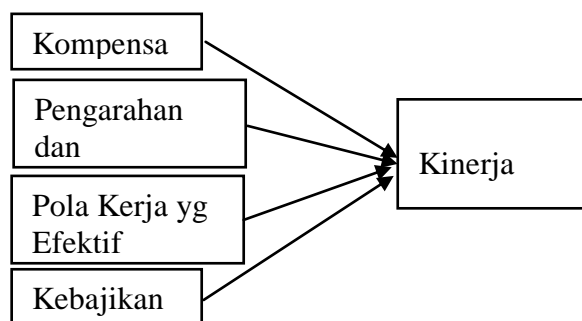 Kompensa
Pengarahan
dan
Pola Kerja yg
Efektif
Kebajikan
Kinerja